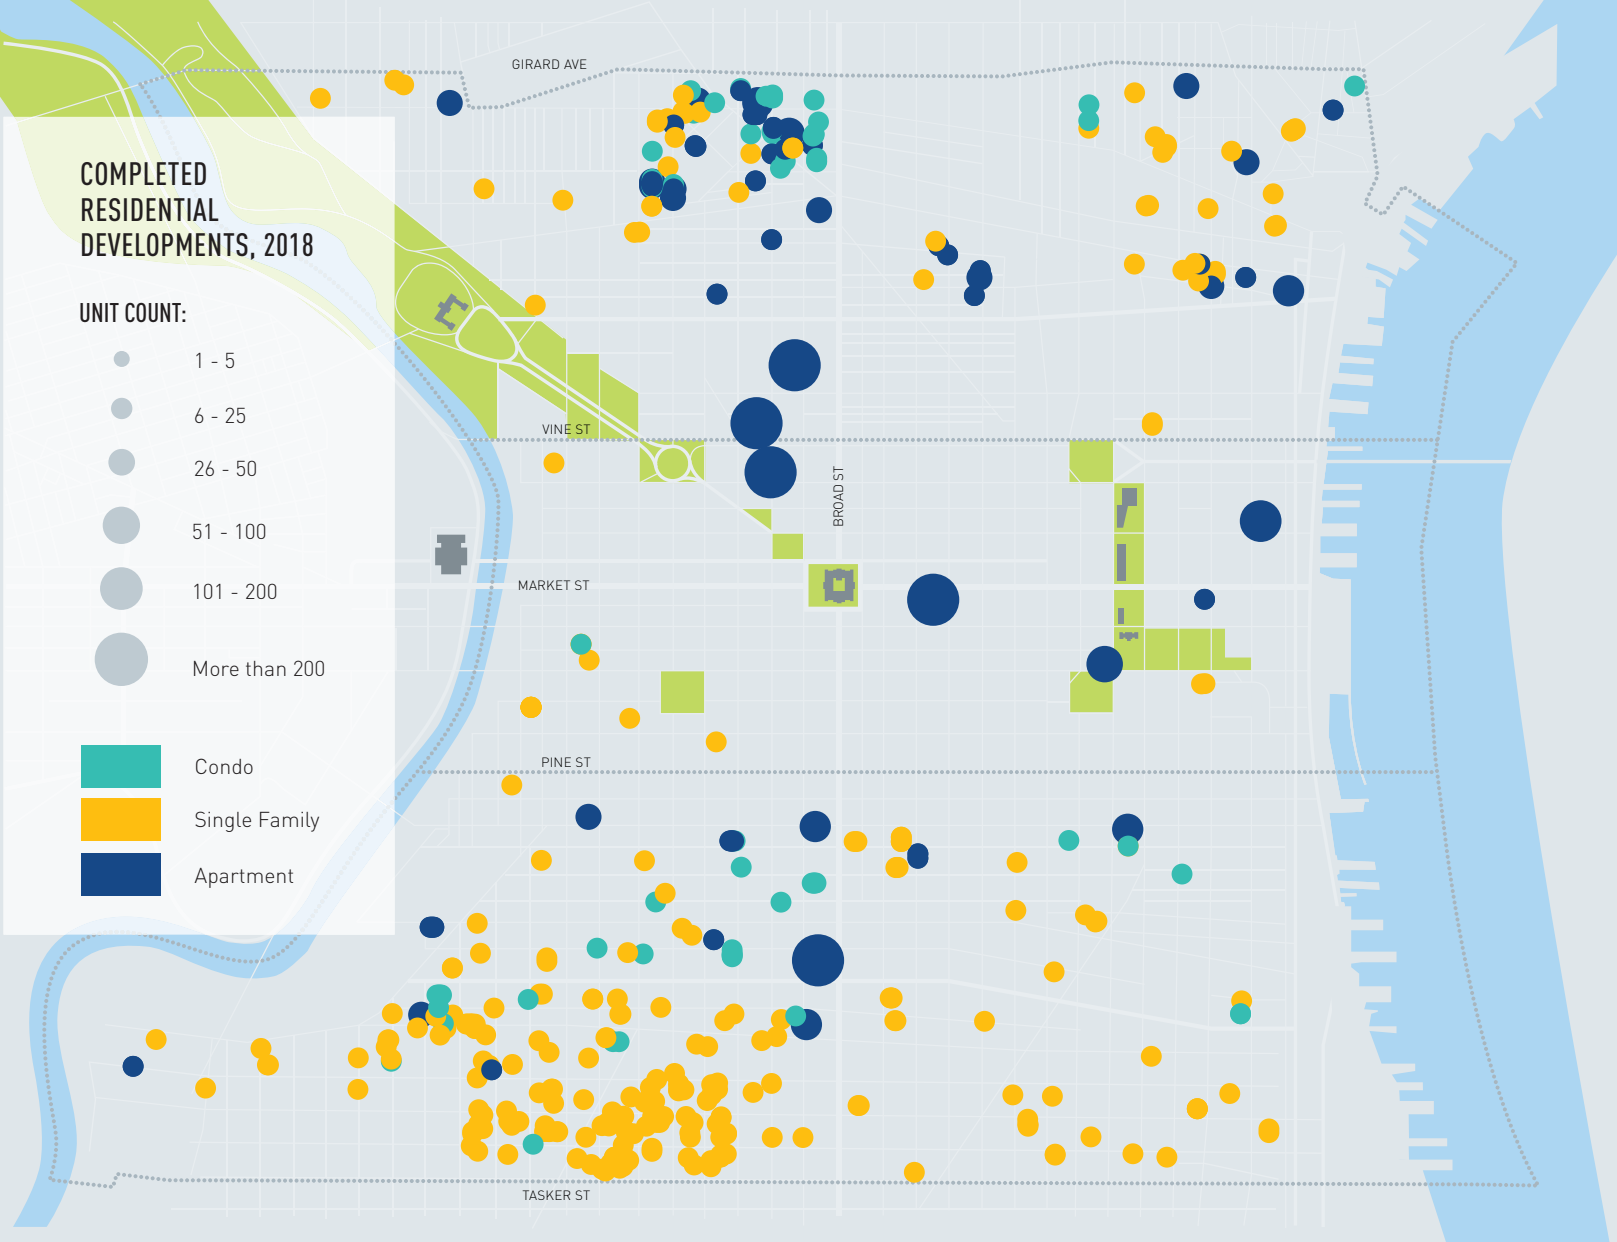 GIRARD AVE
COMPLETED
RESIDENTIAL
DEVELOPMENTS, 2018
UNIT COUNT:
1 - 5
6 - 25
26 - 50
51 - 100
101 - 200
More than 200
Condo
Single Family
Apartment
VINE ST
BROAD ST
MARKET ST
PINE ST
TASKER ST